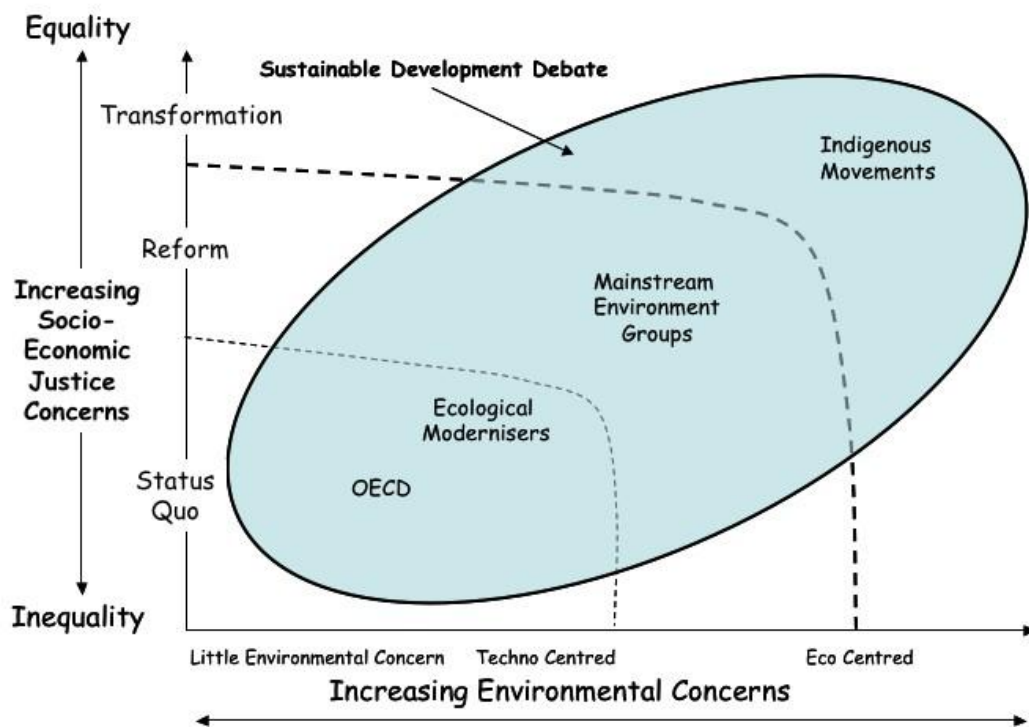 Equality
Sustainable Development Debate
Transformation
Indigenous
Movements
Reform
Mainstream
Environment
Groups
Increasing
Socio-
Economic
Justice
Concerns
Ecological
Modernisers
OECD
Status
Quo
Inequality
Little Environmental Concern
Techno Centred
Eco Centred
Increasing Environmental Concerns